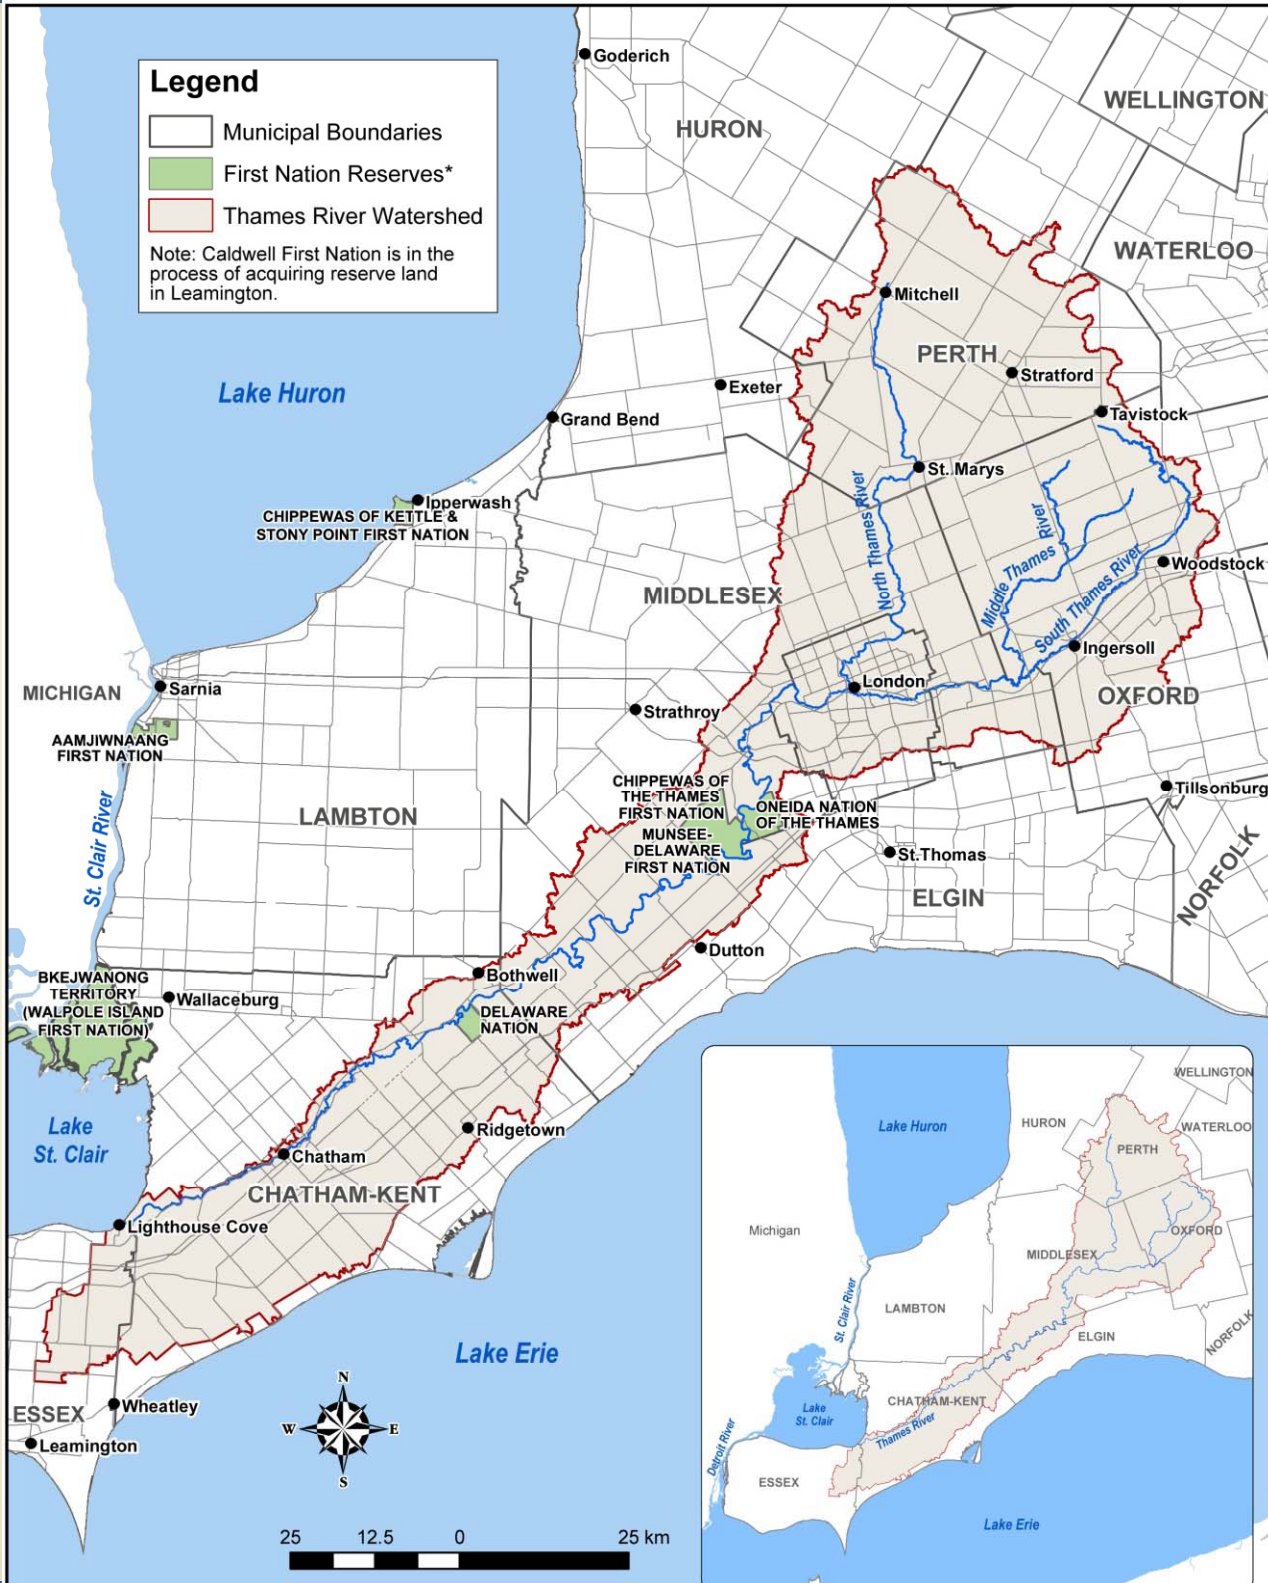 Legend
Municipal Boundaries
First Nation Reserves*
Thames River Watershed
Note: Caldwell First Nation is in the
process of acquiring reserve land
in Leamington.
Goderich
HURON
WELLINGTON
WATERLOO
Mitchell
PERTH
Stratford
Tavistock
Lake Huron
Exeter
Grand Bend
St. Marys
Ipperwash
CHIPPEWAS OF KETTLE &
STONY POINT FIRST NATION
North Thames River
Middle Thames River
South Thames River
Woodstock
MIDDLESEX
Ingersoll
London
OXFORD
MICHIGAN
Sarnia
Strathroy
AAMJIWNAANG
FIRST NATION
St. Clair River
LAMBTON
CHIPPEWAS OF
THE THAMES
FIRST NATION
MUNSEE-
DELAWARE
FIRST NATION
ONEIDA NATION
OF THE THAMES
Tillsonburg
St.Thomas
ELGIN
NORFOLK
Dutton
Bothwell
BKEJWANONG
TERRITORY
(WALPOLE ISLAND
FIRST NATION)
Wallaceburg
DELAWARE
NATION
Lake
St. Clair
Ridgetown
Chatham
CHATHAM-KENT
Lighthouse Cove
Lake Erie
ESSEX
Wheatley
Leamington
N
W
E
S
25
12.5
0
25 km
WELLINGTON
HURON
WATERLOO
Lake Huron
PERTH
Michigan
OXFORD
MIDDLESEX
St. Clair River
LAMBTON
ELGIN
NORFOLK
CHATHAM-KENT
Lake
St. Clair
Thames River
Detroit River
ESSEX
Lake Erie